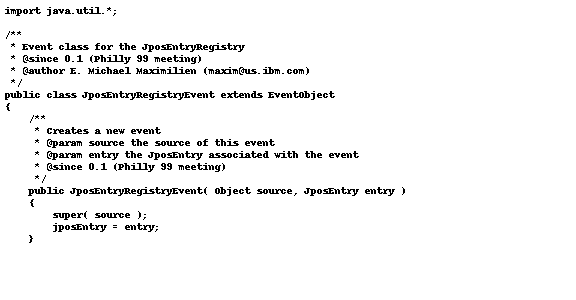 import java.util.*;
/**
 * Event class for the JposEntryRegistry
 * @since 0.1 (Philly 99 meeting)
 * @author E. Michael Maximilien (maxim@us.ibm.com)
 */
public class JposEntryRegistryEvent extends EventObject
{
    /**
     * Creates a new event
     * @param source the source of this event
     * @param entry the JposEntry associated with the event
     * @since 0.1 (Philly 99 meeting)
     */
    public JposEntryRegistryEvent( Object source, JposEntry entry )
    {
        super( source );
        jposEntry = entry;
    }